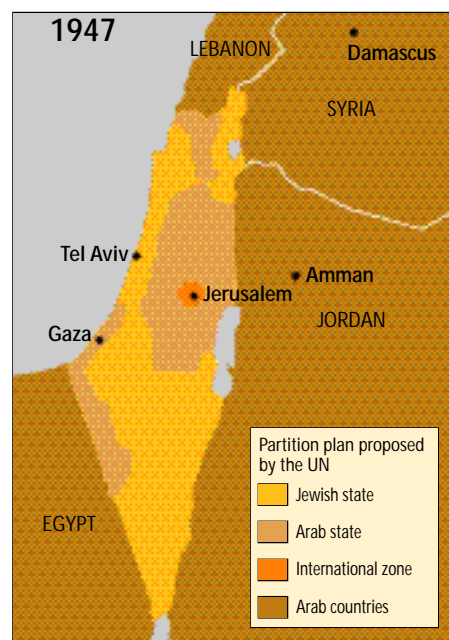 1947
LEBANON
Damascus
SYRIA
Tel Aviv
Amman
Jerusalem
JORDAN
Gaza
EGYPT
Partition plan proposed
by the UN
Jewish state
Arab state
International zone
Arab countries